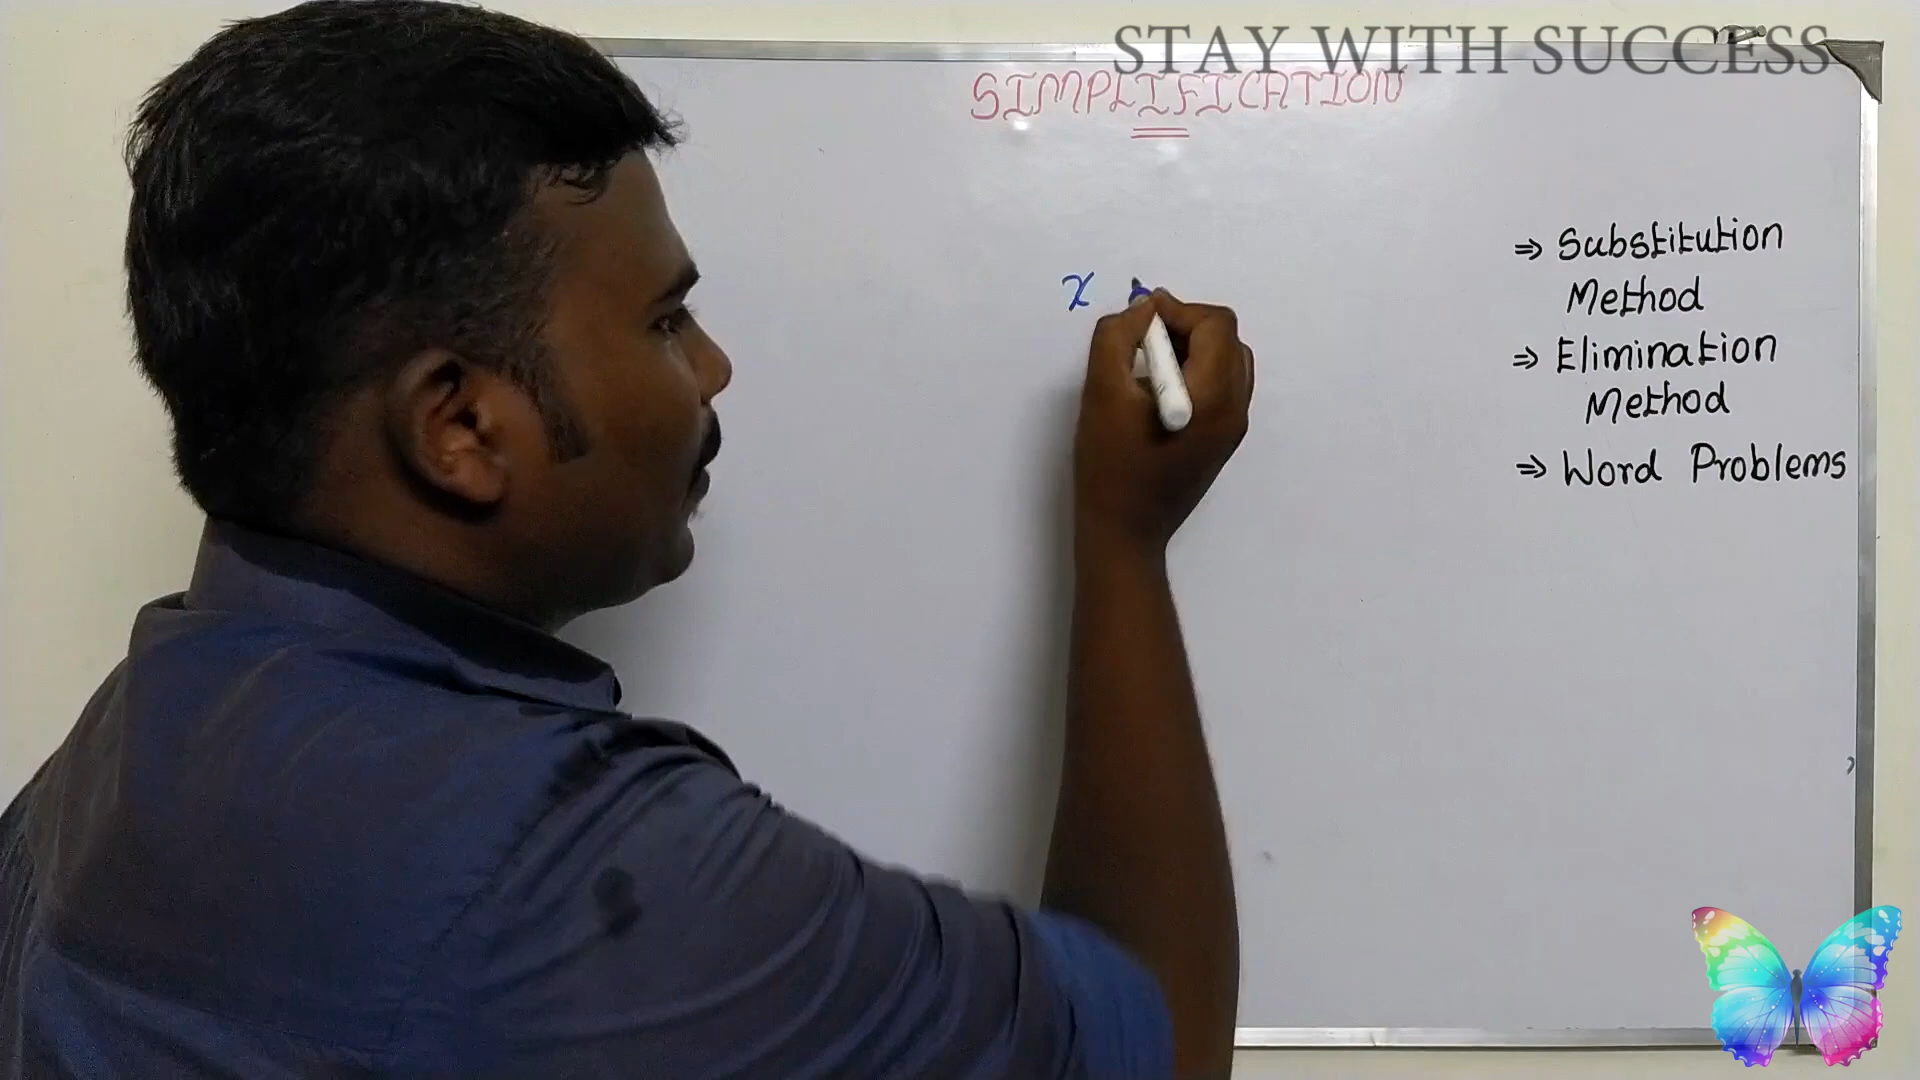 STAY WITH SUCCESS
SIMPLIFICATION
x
⇒ Substitution
Method
⇒ Elimination
Method
⇒ Word Problems